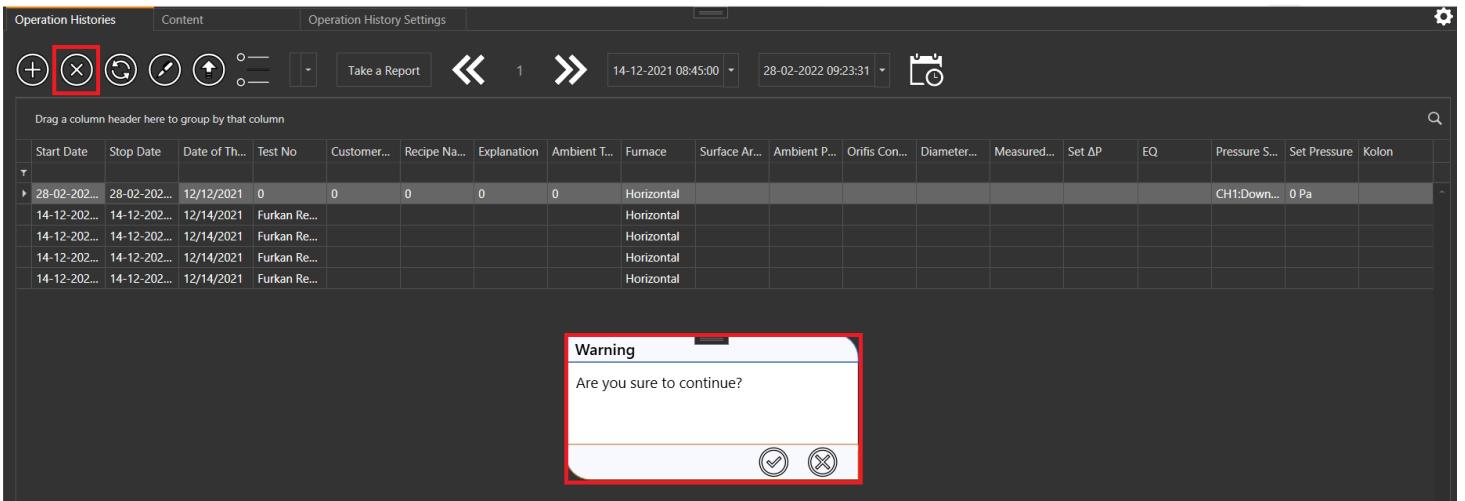 Operation Histories Content Operation History Settings
Take a Report 1 14-12-2021 08:45:00 28-02-2022 09:23:31
Drag a column header here to group by that column
Start Date Stop Date Date of Th... Test No Customer... Recipe Na... Explanation Ambient T... Furnace Surface Ar... Ambient P... Orifis Con... Diameter... Measured... Set ΔP EQ Pressure S... Set Pressure Kolon
28-02-202... 28-02-202... 12/12/2021 0 0 0 0 0 Horizontal CH1:Down... 0 Pa
14-12-202... 14-12-202... 12/14/2021 Furkan Re... Horizontal
14-12-202... 14-12-202... 12/14/2021 Furkan Re... Horizontal
14-12-202... 14-12-202... 12/14/2021 Furkan Re... Horizontal
14-12-202... 14-12-202... 12/14/2021 Furkan Re... Horizontal
Warning
Are you sure to continue?